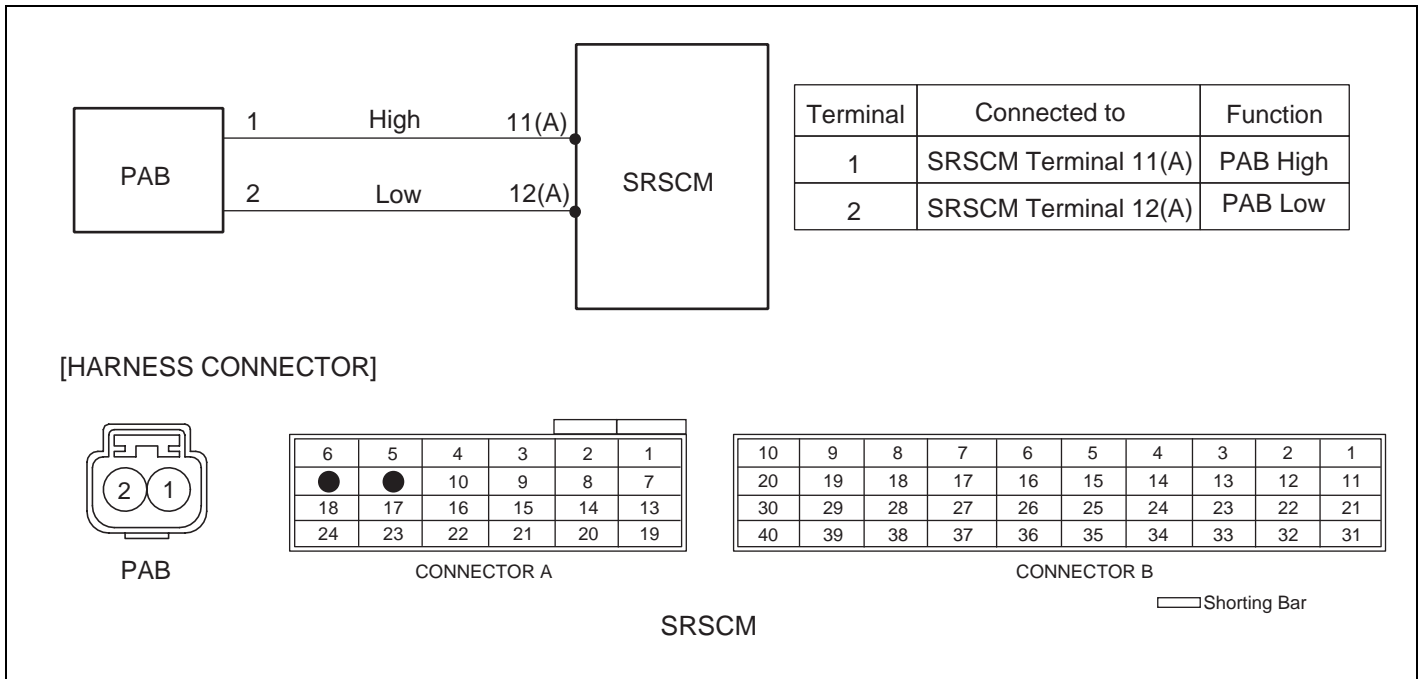 PAB
1 High 11(A)
2 Low 12(A)
SRSCM
Terminal Connected to Function
1 SRSCM Terminal 11(A) PAB High
2 SRSCM Terminal 12(A) PAB Low
[HARNESS CONNECTOR]
2 1
PAB
6 5 4 3 2 1
10 9 8 7
18 17 16 15 14 13
24 23 22 21 20 19
CONNECTOR A
10 9 8 7 6 5 4 3 2 1
20 19 18 17 16 15 14 13 12 11
30 29 28 27 26 25 24 23 22 21
40 39 38 37 36 35 34 33 32 31
CONNECTOR B
Shorting Bar
SRSCM